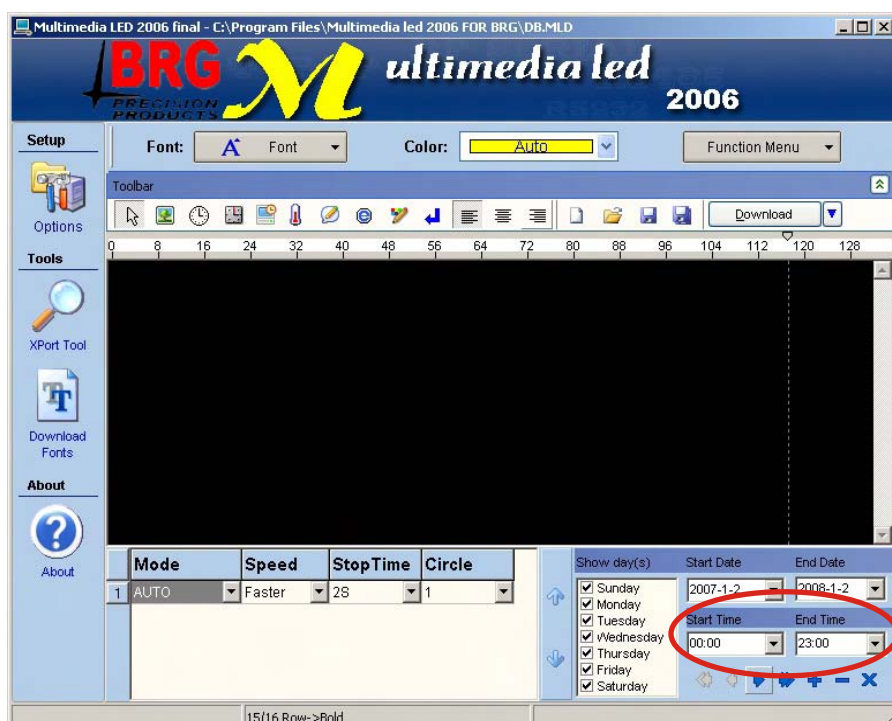 Multimedia LED 2006 final - C:\Program Files\Multimedia led 2006 FOR BRG\DB.MLD
BRG
PRECISION
PRODUCTS
Multimedia led
2006
Setup
Font: A Font
Color: Auto
Function Menu
Toolbar
Options
Download
0 8 16 24 32 40 48 56 64 72 80 88 96 104 112 120 128
Tools
XPort Tool
Download
Fonts
About
About
Mode Speed StopTime Circle
1 AUTO Faster 2S 1
Show day(s)
Sunday
Monday
Tuesday
Wednesday
Thursday
Friday
Saturday
Start Date End Date
2007-1-2 2008-1-2
Start Time End Time
00:00 23:00
15/16 Row->Bold